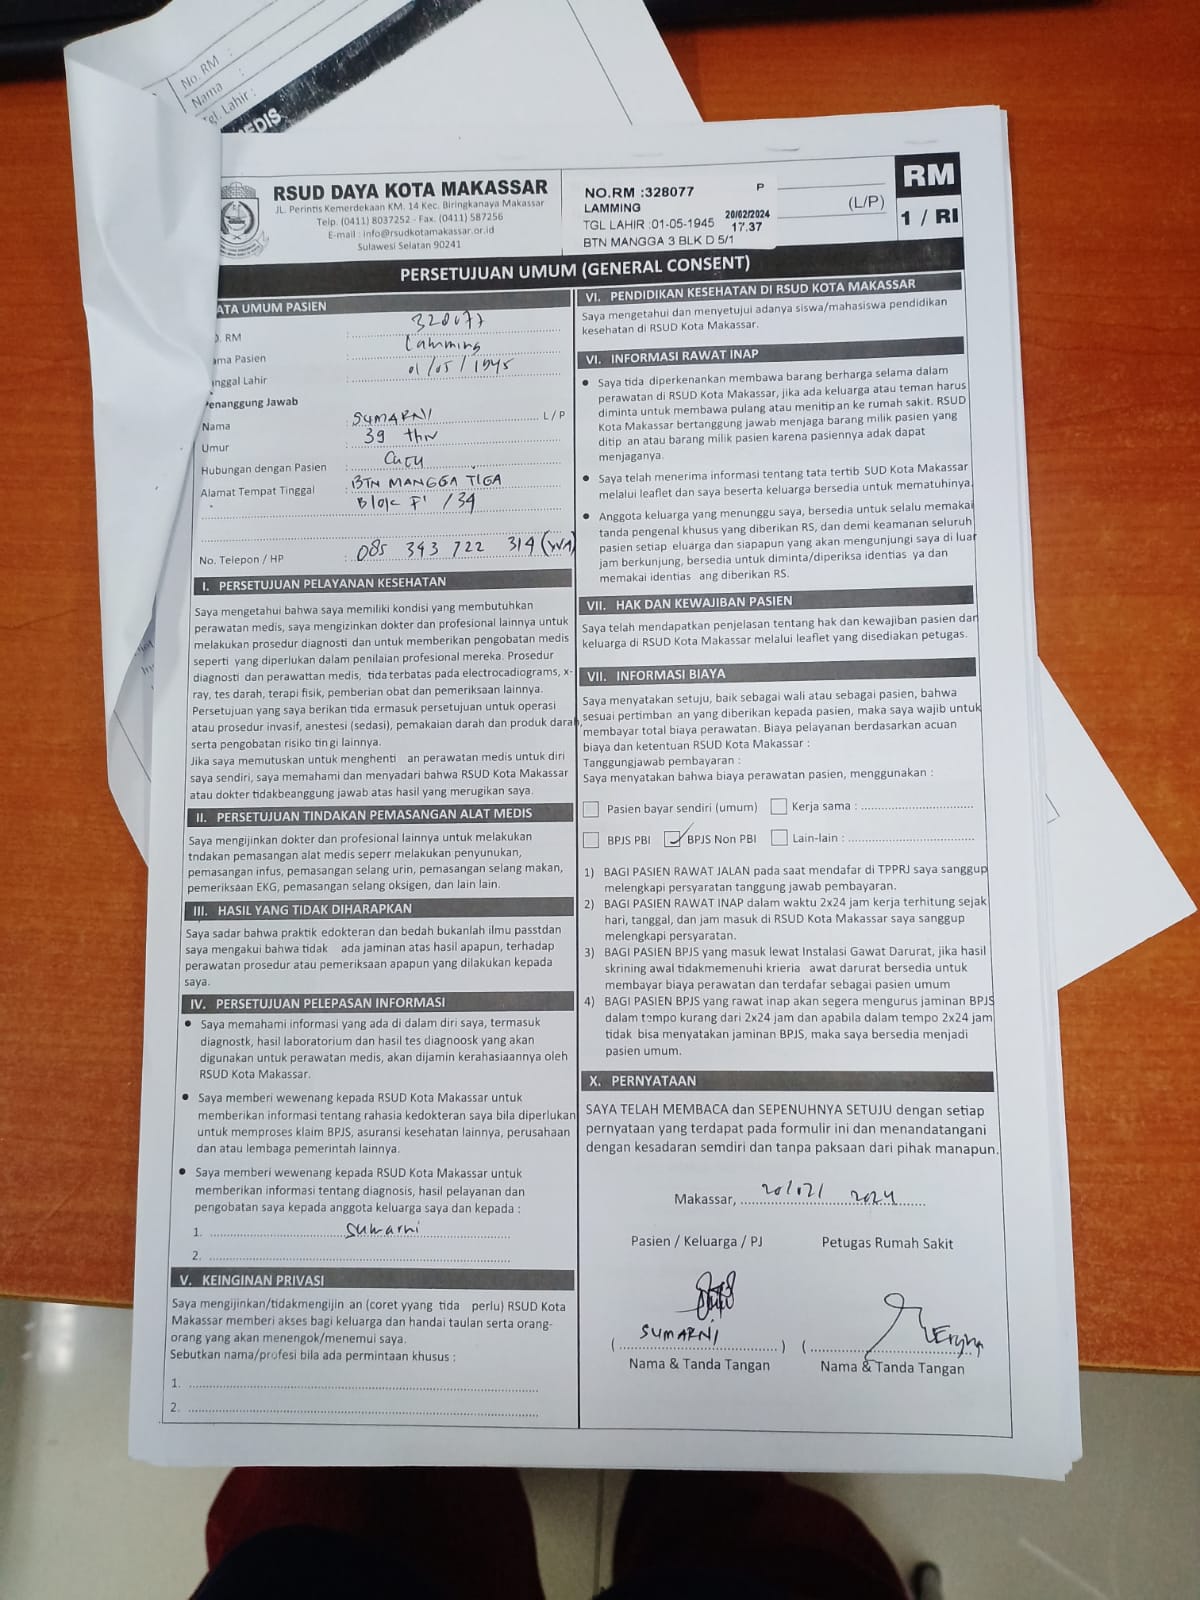 No. RM :
Nama :
Tgl. Lahir :
MEDIS
RSUD DAYA KOTA MAKASSAR
JL. Perintis Kemerdekaan KM. 14 Kec. Biringkanaya Makassar
Telp. (0411) 8037252 - Fax. (0411) 587256
E-mail : info@rsudkotamakassar.or.id
Sulawesi Selatan 90241
NO.RM :328077 P
LAMMING
TGL LAHIR :01-05-1945 20/02/2024
17.37
BTN MANGGA 3 BLK D 5/1
(L/P)
RM
1 / RI
PERSETUJUAN UMUM (GENERAL CONSENT)
ATA UMUM PASIEN
. RM : 328077
ma Pasien : Lamming
nggal Lahir : 01/05/1945
Penanggung Jawab
Nama : SUMARNI L / P
Umur : 39 thn
Hubungan dengan Pasien : Cucu
Alamat Tempat Tinggal : BTN MANGGA TIGA
Blok F1 /34
No. Telepon / HP : 085 343 722 314 (WA)
I. PERSETUJUAN PELAYANAN KESEHATAN
Saya mengetahui bahwa saya memiliki kondisi yang membutuhkan
perawatan medis, saya mengizinkan dokter dan profesional lainnya untuk
melakukan prosedur diagnosti dan untuk memberikan pengobatan medis
seperti yang diperlukan dalam penilaian profesional mereka. Prosedur
diagnosti dan perawattan medis, tida terbatas pada electrocadiograms, x-
ray, tes darah, terapi fisik, pemberian obat dan pemeriksaan lainnya.
Persetujuan yang saya berikan tida ermasuk persetujuan untuk operasi
atau prosedur invasif, anestesi (sedasi), pemakaian darah dan produk darah,
serta pengobatan risiko tin gi lainnya.
Jika saya memutuskan untuk menghenti an perawatan medis untuk diri
saya sendiri, saya memahami dan menyadari bahwa RSUD Kota Makassar
atau dokter tidakbeanggung jawab atas hasil yang merugikan saya.
II. PERSETUJUAN TINDAKAN PEMASANGAN ALAT MEDIS
Saya mengijinkan dokter dan profesional lainnya untuk melakukan
tndakan pemasangan alat medis seperr melakukan penyunukan,
pemasangan infus, pemasangan selang urin, pemasangan selang makan,
pemeriksaan EKG, pemasangan selang oksigen, dan lain lain.
III. HASIL YANG TIDAK DIHARAPKAN
Saya sadar bahwa praktik edokteran dan bedah bukanlah ilmu passtdan
saya mengakui bahwa tidak ada jaminan atas hasil apapun, terhadap
perawatan prosedur atau pemeriksaan apapun yang dilakukan kepada
saya.
IV. PERSETUJUAN PELEPASAN INFORMASI
• Saya memahami informasi yang ada di dalam diri saya, termasuk
diagnostk, hasil laboratorium dan hasil tes diagnoosk yang akan
digunakan untuk perawatan medis, akan dijamin kerahasiaannya oleh
RSUD Kota Makassar.
• Saya memberi wewenang kepada RSUD Kota Makassar untuk
memberikan informasi tentang rahasia kedokteran saya bila diperlukan
untuk memproses klaim BPJS, asuransi kesehatan lainnya, perusahaan
dan atau lembaga pemerintah lainnya.
• Saya memberi wewenang kepada RSUD Kota Makassar untuk
memberikan informasi tentang diagnosis, hasil pelayanan dan
pengobatan saya kepada anggota keluarga saya dan kepada :
1. Sumarni
2.
V. KEINGINAN PRIVASI
Saya mengijinkan/tidakmengijin an (coret yyang tida perlu) RSUD Kota
Makassar memberi akses bagi keluarga dan handai taulan serta orang-
orang yang akan menengok/menemui saya.
Sebutkan nama/profesi bila ada permintaan khusus :
1.
2.
VI. PENDIDIKAN KESEHATAN DI RSUD KOTA MAKASSAR
Saya mengetahui dan menyetujui adanya siswa/mahasiswa pendidikan
kesehatan di RSUD Kota Makassar.
VI. INFORMASI RAWAT INAP
• Saya tida diperkenankan membawa barang berharga selama dalam
perawatan di RSUD Kota Makassar, jika ada keluarga atau teman harus
diminta untuk membawa pulang atau menitip an ke rumah sakit. RSUD
Kota Makassar bertanggung jawab menjaga barang milik pasien yang
ditip an atau barang milik pasien karena pasiennya adak dapat
menjaganya.
• Saya telah menerima informasi tentang tata tertib SUD Kota Makassar
melalui leaflet dan saya beserta keluarga bersedia untuk mematuhinya.
• Anggota keluarga yang menunggu saya, bersedia untuk selalu memakai
tanda pengenal khusus yang diberikan RS, dan demi keamanan seluruh
pasien setiap eluarga dan siapapun yang akan mengunjungi saya di luar
jam berkunjung, bersedia untuk diminta/diperiksa identias ya dan
memakai identias ang diberikan RS.
VII. HAK DAN KEWAJIBAN PASIEN
Saya telah mendapatkan penjelasan tentang hak dan kewajiban pasien dan
keluarga di RSUD Kota Makassar melalui leaflet yang disediakan petugas.
VII. INFORMASI BIAYA
Saya menyatakan setuju, baik sebagai wali atau sebagai pasien, bahwa
sesuai pertimban an yang diberikan kepada pasien, maka saya wajib untuk
membayar total biaya perawatan. Biaya pelayanan berdasarkan acuan
biaya dan ketentuan RSUD Kota Makassar :
Tanggungjawab pembayaran :
Saya menyatakan bahwa biaya perawatan pasien, menggunakan :
Pasien bayar sendiri (umum) Kerja sama :
BPJS PBI BPJS Non PBI Lain-lain :
1) BAGI PASIEN RAWAT JALAN pada saat mendafar di TPPRJ saya sanggup
melengkapi persyaratan tanggung jawab pembayaran.
2) BAGI PASIEN RAWAT INAP dalam waktu 2x24 jam kerja terhitung sejak
hari, tanggal, dan jam masuk di RSUD Kota Makassar saya sanggup
melengkapi persyaratan.
3) BAGI PASIEN BPJS yang masuk lewat Instalasi Gawat Darurat, jika hasil
skrining awal tidakmemenuhi krieria awat darurat bersedia untuk
membayar biaya perawatan dan terdafar sebagai pasien umum
4) BAGI PASIEN BPJS yang rawat inap akan segera mengurus jaminan BPJS
dalam tempo kurang dari 2x24 jam dan apabila dalam tempo 2x24 jam
tidak bisa menyatakan jaminan BPJS, maka saya bersedia menjadi
pasien umum.
X. PERNYATAAN
SAYA TELAH MEMBACA dan SEPENUHNYA SETUJU dengan setiap
pernyataan yang terdapat pada formulir ini dan menandatangani
dengan kesadaran semdiri dan tanpa paksaan dari pihak manapun.
Makassar, 20/02/ 2024
Pasien / Keluarga / PJ Petugas Rumah Sakit
( SUMARNI ) ( )
Nama & Tanda Tangan Nama & Tanda Tangan